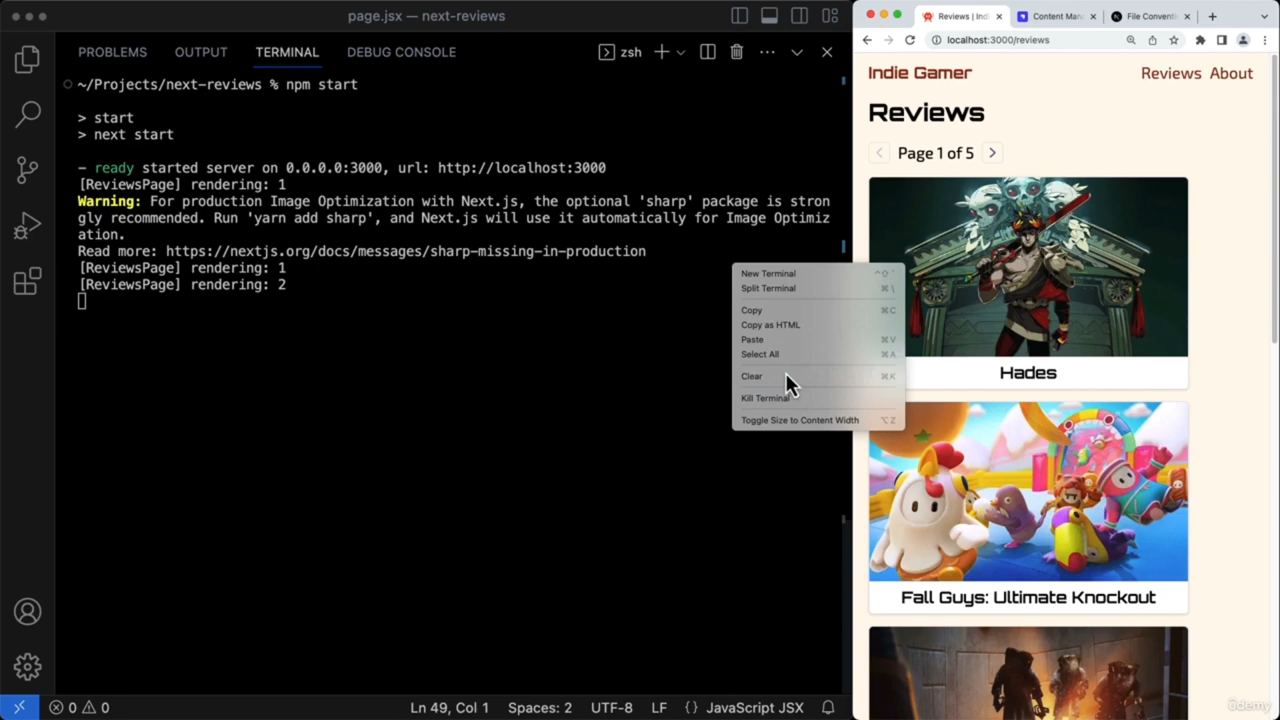 page.jsx — next-reviews
PROBLEMS OUTPUT TERMINAL DEBUG CONSOLE
zsh
~/Projects/next-reviews % npm start
> start
> next start
- ready started server on 0.0.0.0:3000, url: http://localhost:3000
[ReviewsPage] rendering: 1
Warning: For production Image Optimization with Next.js, the optional 'sharp' package is stron
gly recommended. Run 'yarn add sharp', and Next.js will use it automatically for Image Optimiz
ation.
Read more: https://nextjs.org/docs/messages/sharp-missing-in-production
[ReviewsPage] rendering: 1
[ReviewsPage] rendering: 2
New Terminal ^⇧`
Split Terminal ⌘\
Copy ⌘C
Copy as HTML
Paste ⌘V
Select All ⌘A
Clear ⌘K
Kill Terminal
Toggle Size to Content Width ⌥Z
0 0
Ln 49, Col 1 Spaces: 2 UTF-8 LF {} JavaScript JSX
Reviews | Indi
Content Man
File Conventi
localhost:3000/reviews
Indie Gamer
Reviews About
Reviews
Page 1 of 5
Hades
Fall Guys: Ultimate Knockout
Udemy